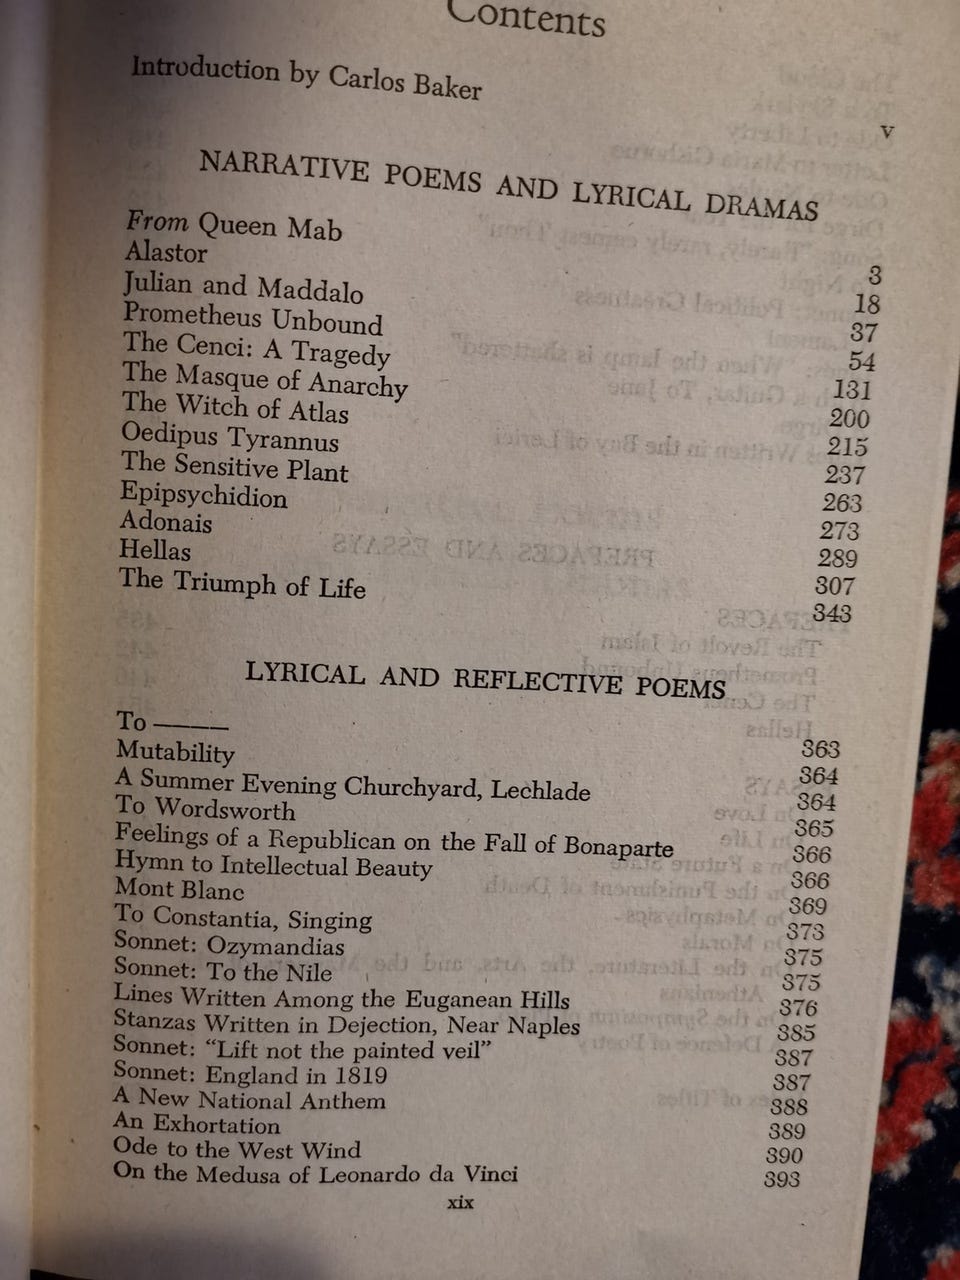 Contents
Introduction by Carlos Baker v
NARRATIVE POEMS AND LYRICAL DRAMAS
From Queen Mab 3
Alastor 18
Julian and Maddalo 37
Prometheus Unbound 54
The Cenci: A Tragedy 131
The Masque of Anarchy 200
The Witch of Atlas 215
Oedipus Tyrannus 237
The Sensitive Plant 263
Epipsychidion 273
Adonais 289
Hellas 307
The Triumph of Life 343
LYRICAL AND REFLECTIVE POEMS
To ——— 363
Mutability 364
A Summer Evening Churchyard, Lechlade 364
To Wordsworth 365
Feelings of a Republican on the Fall of Bonaparte 366
Hymn to Intellectual Beauty 366
Mont Blanc 369
To Constantia, Singing 373
Sonnet: Ozymandias 375
Sonnet: To the Nile 375
Lines Written Among the Euganean Hills 376
Stanzas Written in Dejection, Near Naples 385
Sonnet: “Lift not the painted veil” 387
Sonnet: England in 1819 387
A New National Anthem 388
An Exhortation 389
Ode to the West Wind 390
On the Medusa of Leonardo da Vinci 393
xix